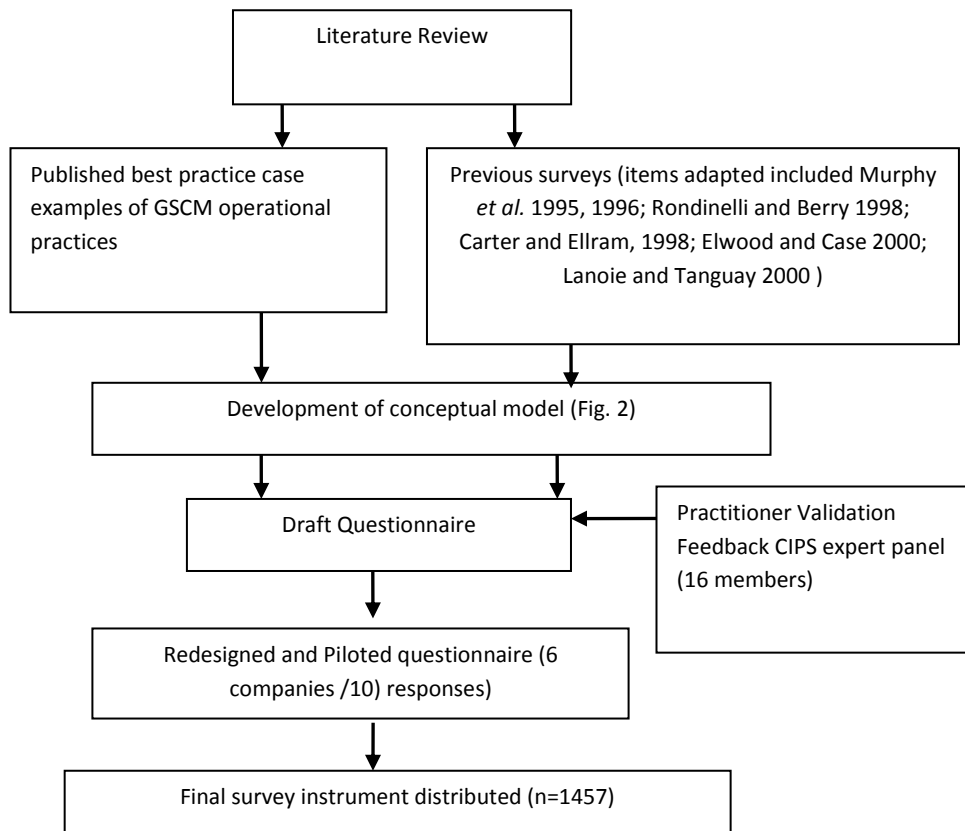 Literature Review
Published best practice case
examples of GSCM operational
practices
Previous surveys (items adapted included Murphy
et al. 1995, 1996; Rondinelli and Berry 1998;
Carter and Ellram, 1998; Elwood and Case 2000;
Lanoie and Tanguay 2000 )
Development of conceptual model (Fig. 2)
Draft Questionnaire
Practitioner Validation
Feedback CIPS expert panel
(16 members)
Redesigned and Piloted questionnaire (6
companies /10) responses)
Final survey instrument distributed (n=1457)